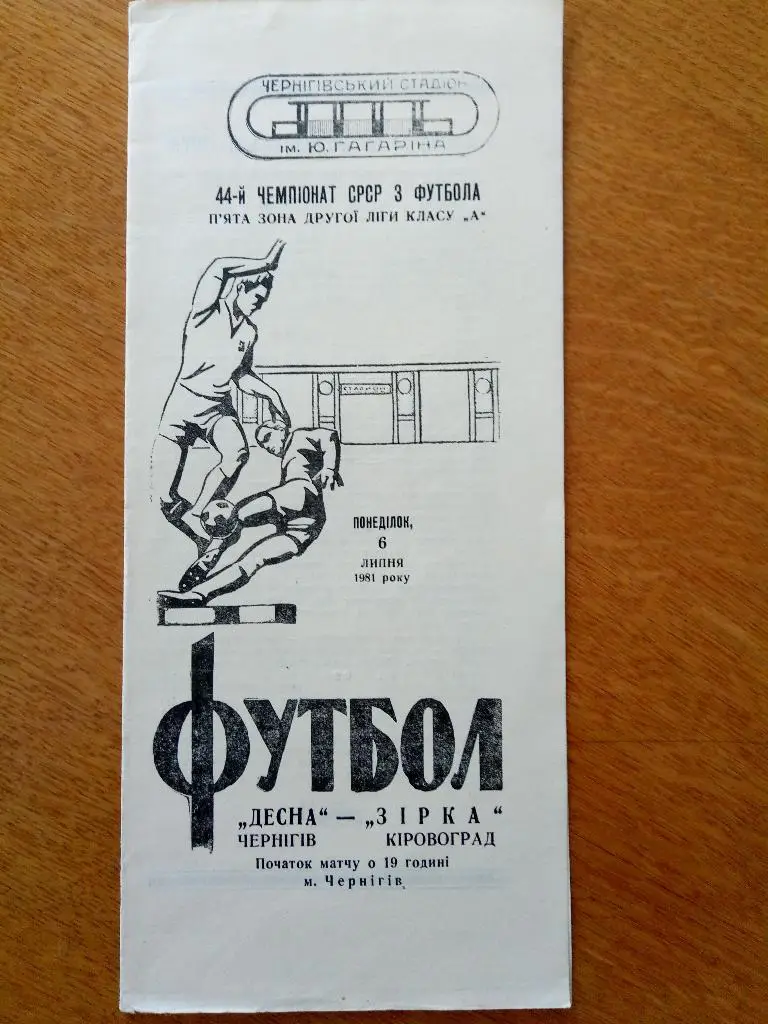 ЧЕРНІГІВСЬКИЙ СТАДІОН
ім. Ю. ГАГАРІНА
44-й ЧЕМПІОНАТ СРСР З ФУТБОЛА
П'ЯТА ЗОНА ДРУГОЇ ЛІГИ КЛАСУ „А“
СТАДИОН
ПОНЕДІЛОК,
6
ЛИПНЯ
1981 року
ФУТБОЛ
„ДЕСНА“ — „ЗІРКА“
ЧЕРНІГІВ КІРОВОГРАД
Початок матчу о 19 годині
м. Чернігів